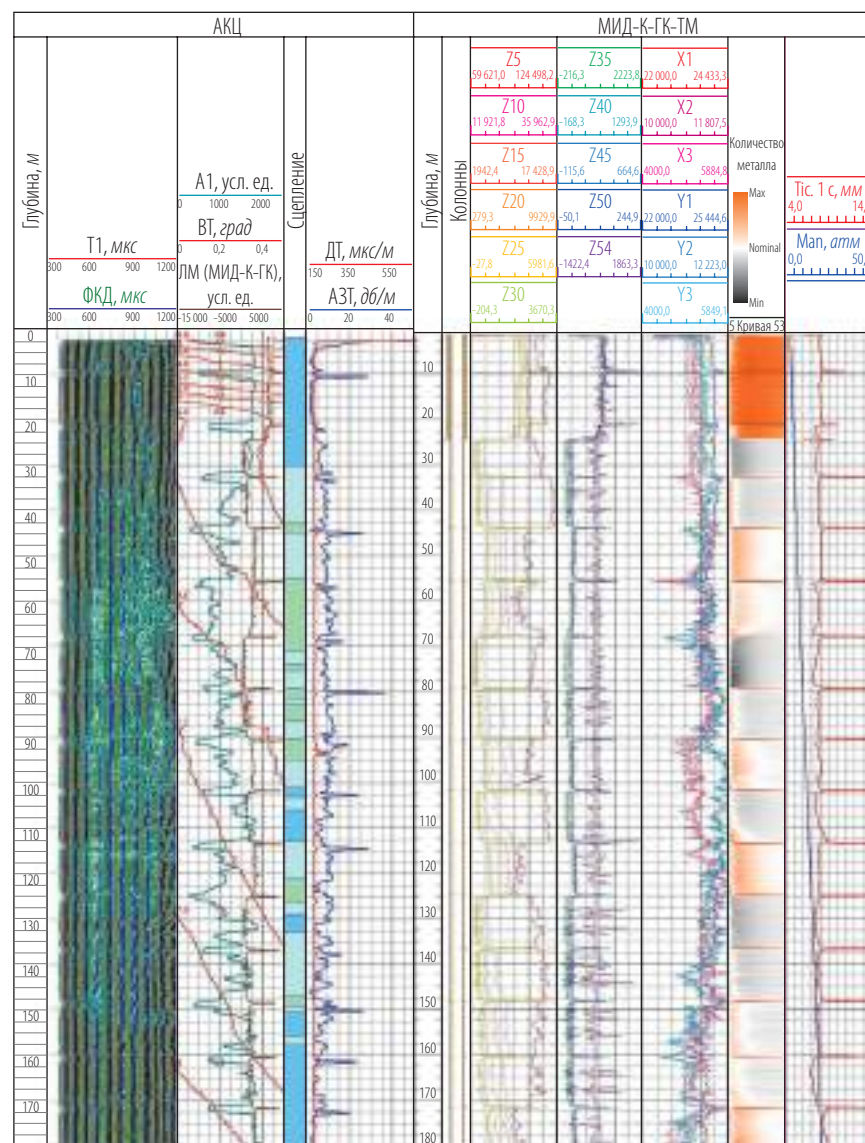 АКЦ
МИД-К-ГК-ТМ
Глубина, м
Т1, мкс
300 600 900 1200
ФКД, мкс
300 600 900 1200
А1, усл. ед.
0 1000 2000
ВТ, град
0 0,2 0,4
ЛМ (МИД-К-ГК),
усл. ед.
-15 000 -5000 5000
Сцепление
ДТ, мкс/м
150 350 550
АЗТ, дб/м
0 20 40
Глубина, м
Колонны
Z5
59 621,0 124 498,2
Z10
11 921,8 35 962,9
Z15
1942,4 17 428,9
Z20
279,3 9929,9
Z25
-27,8 5981,6
Z30
-204,3 3670,3
Z35
-216,3 2223,8
Z40
-168,3 1293,9
Z45
-115,6 664,6
Z50
-50,1 244,9
Z54
-1422,4 1863,3
X1
22 000,0 24 433,3
X2
10 000,0 11 807,5
X3
4000,0 5884,8
Y1
22 000,0 25 444,6
Y2
10 000,0 12 223,0
Y3
4000,0 5849,1
Количество
металла
Max
Nominal
Min
5 Кривая 53
Tic. 1 с, мм
4,0 14,
Man, атм
0,0 50,
0
10
20
30
40
50
60
70
80
90
100
110
120
130
140
150
160
170
10
20
30
40
50
60
70
80
90
100
110
120
130
140
150
160
170
180